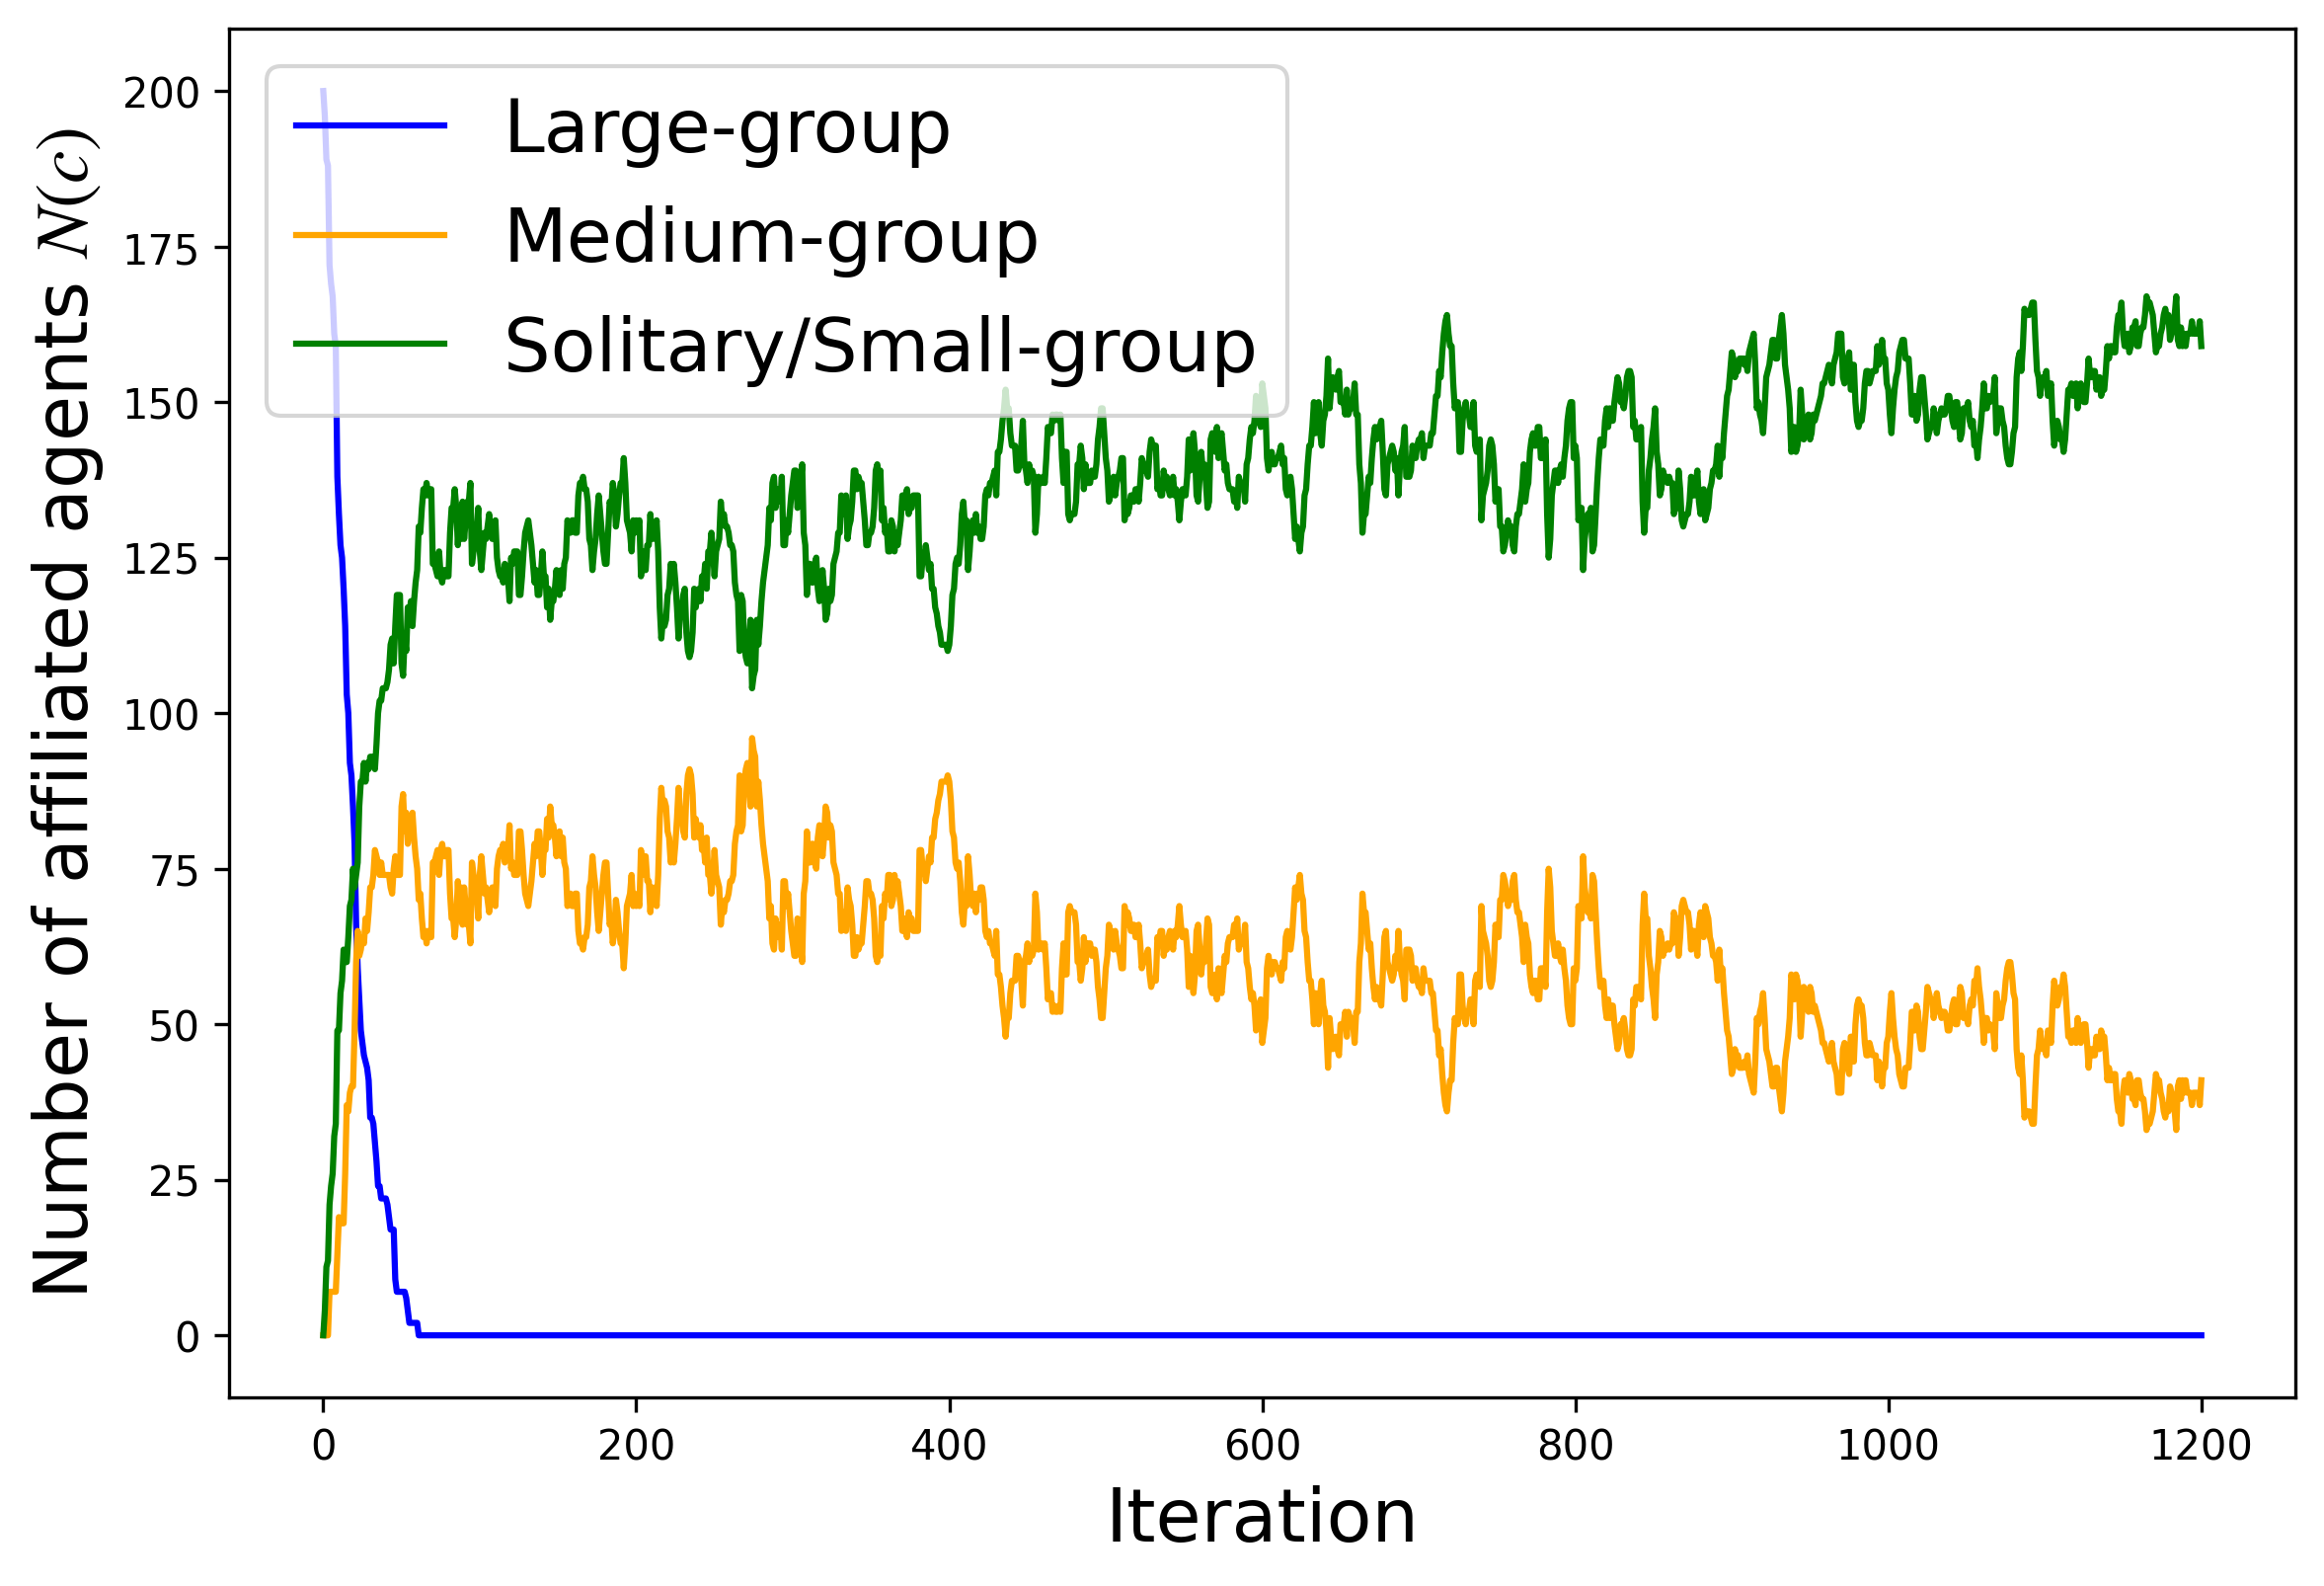 Number of affiliated agents N(c)
200
175
150
125
100
75
50
25
0
Large-group
Medium-group
Solitary/Small-group
0 200 400 600 800 1000 1200
Iteration